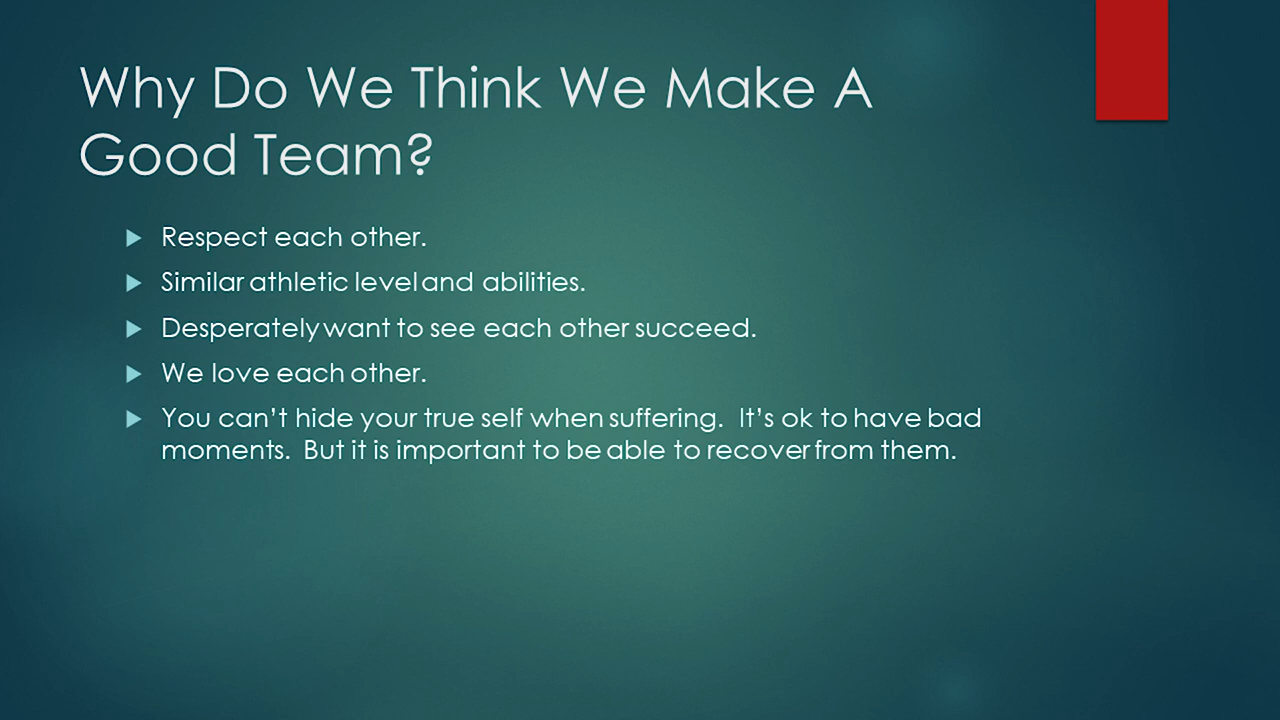 Why Do We Think We Make A
Good Team?
Respect each other.
Similar athletic level and abilities.
Desperately want to see each other succeed.
We love each other.
You can’t hide your true self when suffering.  It’s ok to have bad
moments.  But it is important to be able to recover from them.